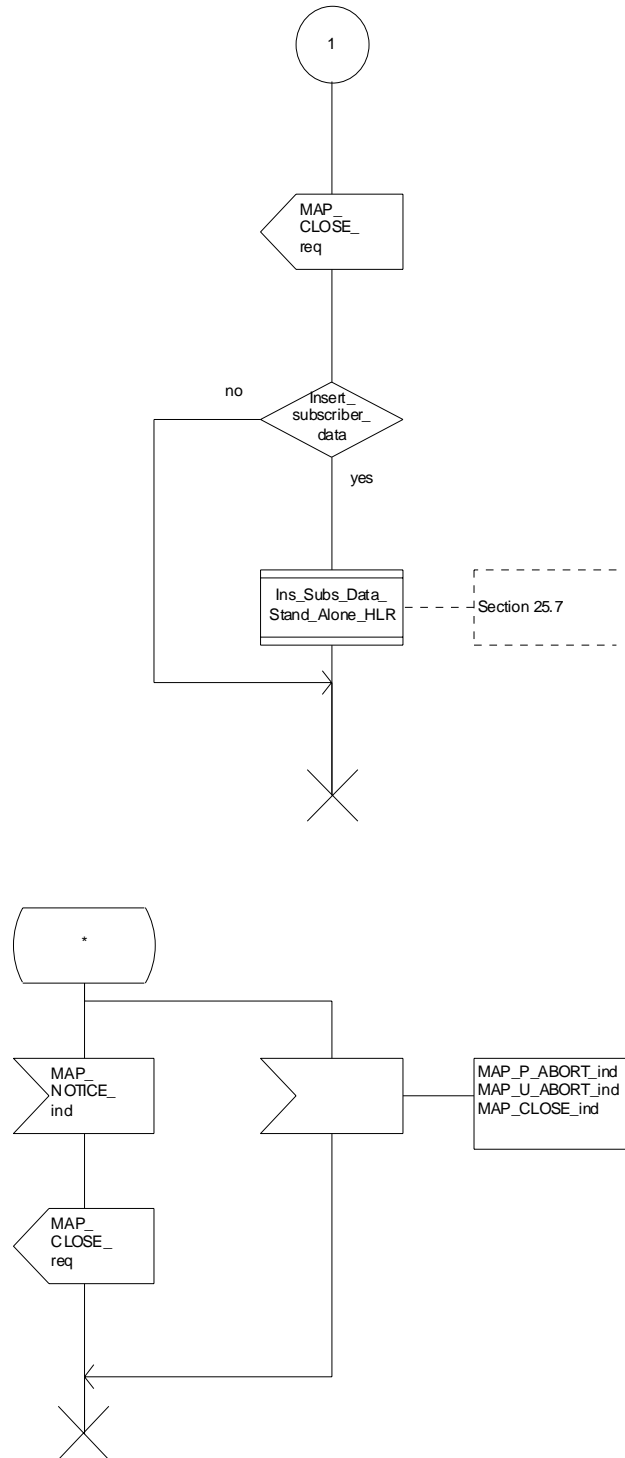 1
MAP_
CLOSE_
req
no
Insert_
subscriber_
data
yes
Ins_Subs_Data_
Stand_Alone_HLR
Section 25.7
*
MAP_
NOTICE_
ind
MAP_P_ABORT_ind
MAP_U_ABORT_ind
MAP_CLOSE_ind
MAP_
CLOSE_
req